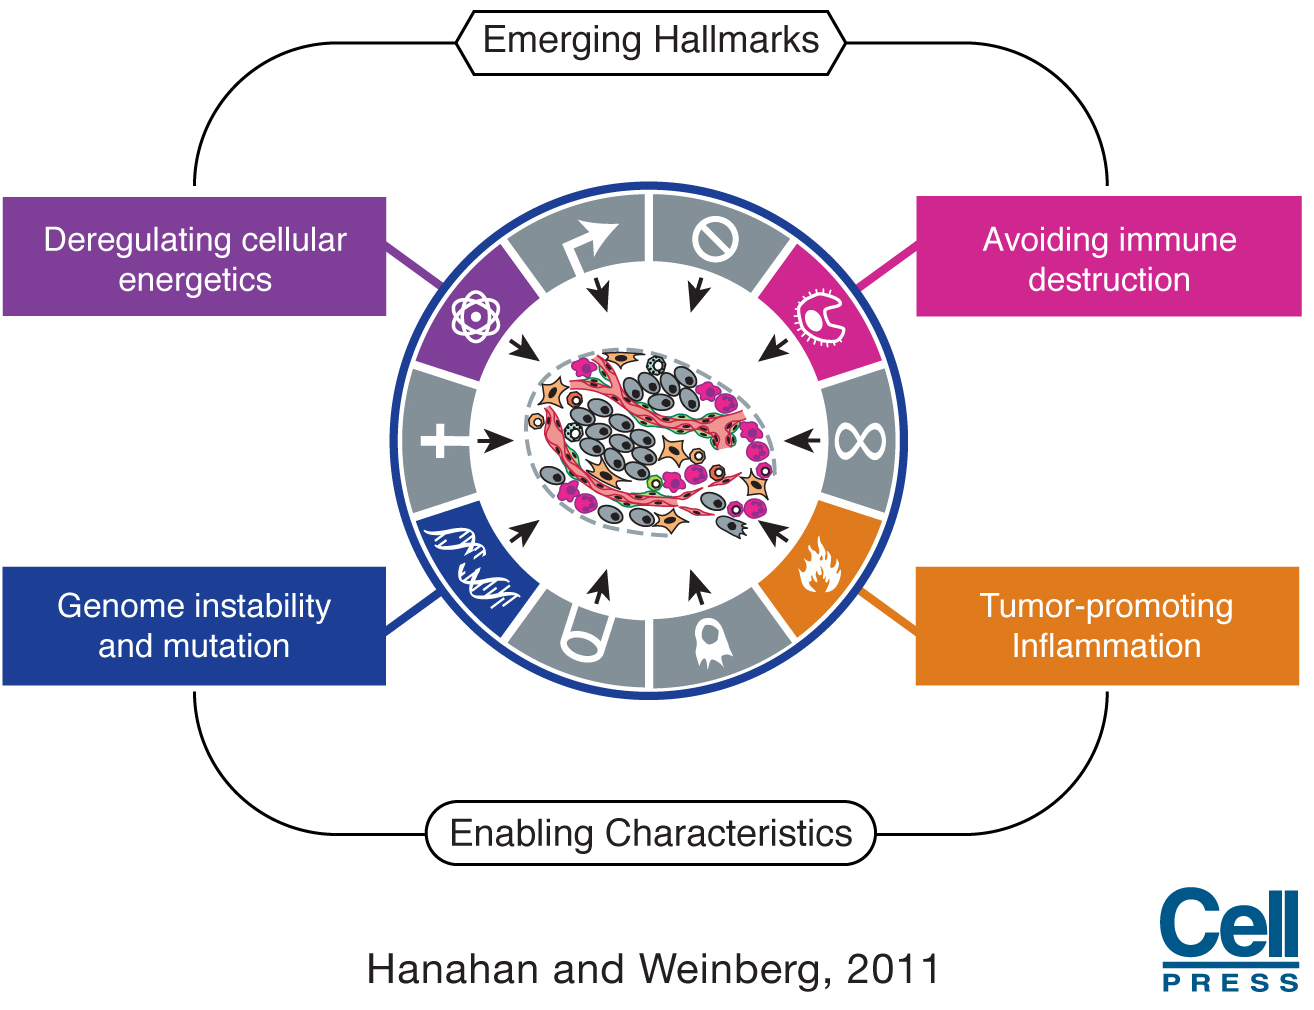 Emerging Hallmarks
Deregulating cellular
energetics
Avoiding immune
destruction
Genome instability
and mutation
Tumor-promoting
Inflammation
Enabling Characteristics
Hanahan and Weinberg, 2011
Cell
PRESS